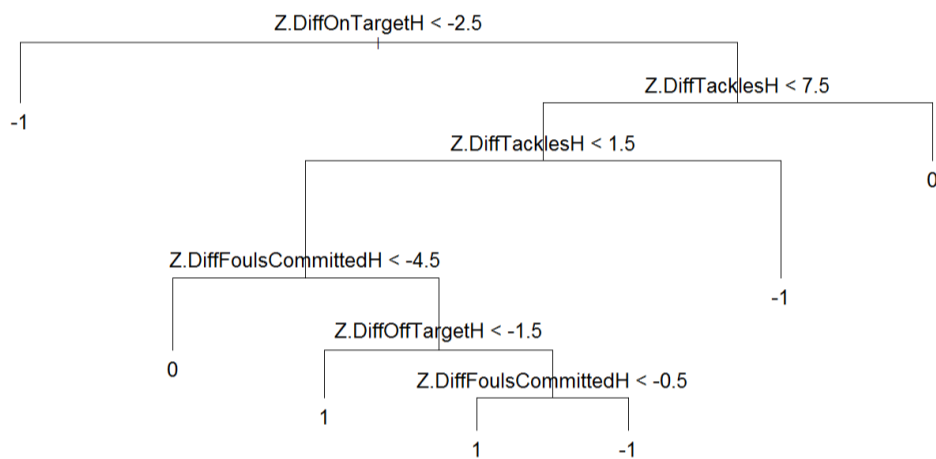 Z.DiffOnTargetH < -2.5
Z.DiffTacklesH < 7.5
-1
Z.DiffTacklesH < 1.5
0
Z.DiffFoulsCommittedH < -4.5
-1
Z.DiffOffTargetH < -1.5
0
Z.DiffFoulsCommittedH < -0.5
1
1
-1